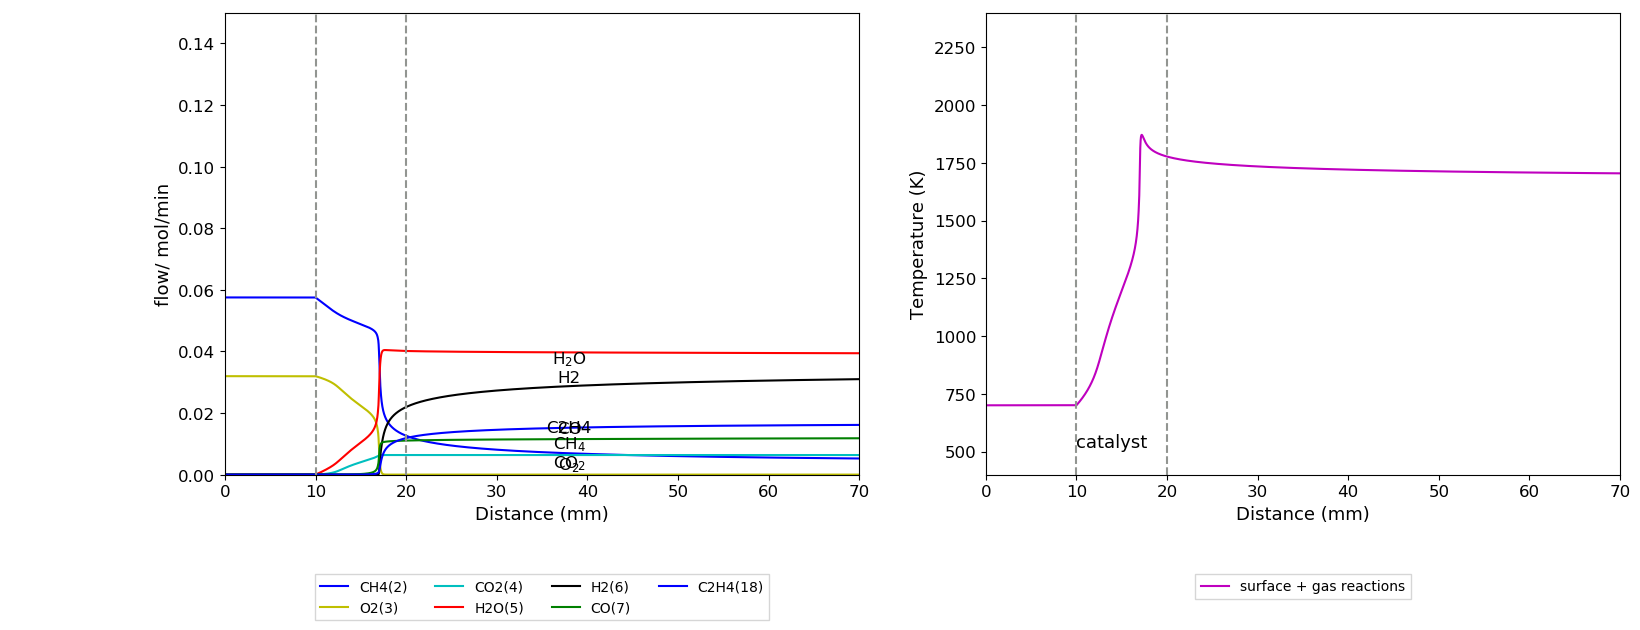 0.14
0.12
0.10
0.08
0.06
0.04
0.02
0.00
flow/ mol/min
0 10 20 30 40 50 60 70
Distance (mm)
H₂O
H2
C2H4
CO
CH₄
CO₂
O₂
CH4(2) CO2(4) H2(6) C2H4(18)
O2(3) H2O(5) CO(7)
2250
2000
1750
1500
1250
1000
750
500
Temperature (K)
catalyst
0 10 20 30 40 50 60 70
Distance (mm)
surface + gas reactions